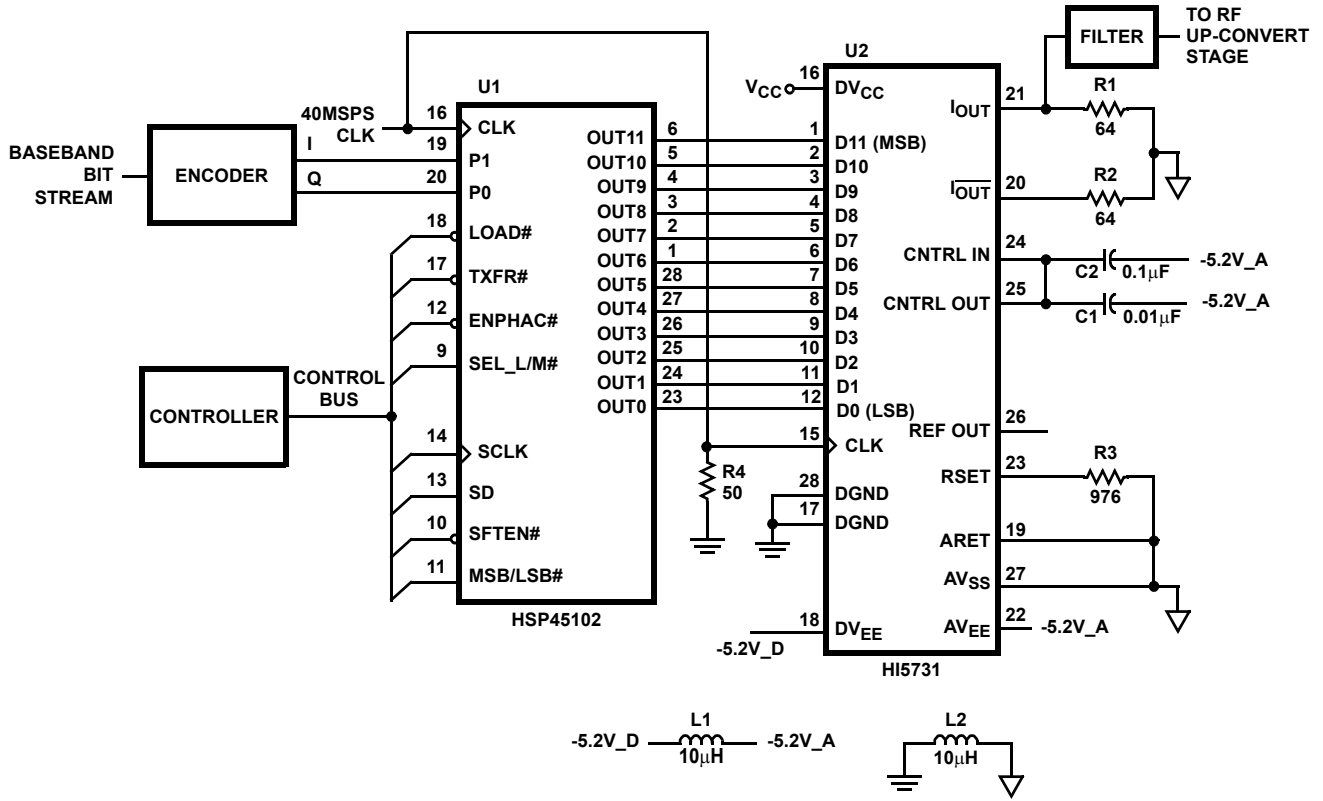 TO RF
UP-CONVERT
STAGE
FILTER
U2
U1
VCC
16
DVCC
IOUT
21
R1
64
40MSPS
CLK
16
CLK
BASEBAND
BIT
STREAM
ENCODER
I
19
P1
Q
20
P0
OUT11
6
1
D11 (MSB)
OUT10
5
2
D10
OUT9
4
3
D9
OUT8
3
4
D8
OUT7
2
5
D7
OUT6
1
6
D6
OUT5
28
7
D5
OUT4
27
8
D4
OUT3
26
9
D3
OUT2
25
10
D2
OUT1
24
11
D1
OUT0
23
12
D0 (LSB)
IOUT
20
R2
64
CNTRL IN
24
C2
0.1μF
-5.2V_A
CNTRL OUT
25
C1
0.01μF
-5.2V_A
18
LOAD#
17
TXFR#
12
ENPHAC#
9
SEL_L/M#
CONTROLLER
CONTROL
BUS
14
SCLK
13
SD
10
SFTEN#
11
MSB/LSB#
HSP45102
15
CLK
R4
50
28
DGND
17
DGND
REF OUT
26
RSET
23
R3
976
ARET
19
AVSS
27
18
DVEE
-5.2V_D
AVEE
22
-5.2V_A
HI5731
L1
-5.2V_D
10μH
-5.2V_A
L2
10μH